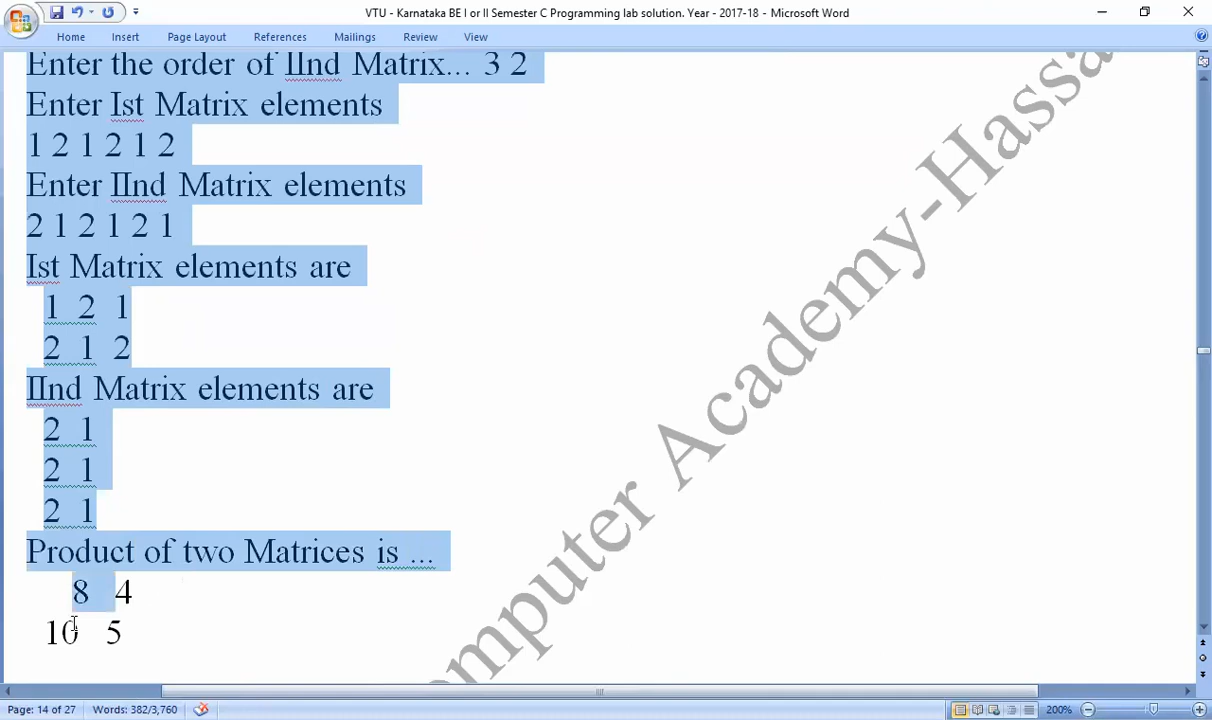 VTU - Karnataka BE I or II Semester C Programming lab solution. Year - 2017-18 - Microsoft Word
Home Insert Page Layout References Mailings Review View
Enter the order of IInd Matrix... 3 2
Enter Ist Matrix elements
1 2 1 2 1 2
Enter IInd Matrix elements
2 1 2 1 2 1
Ist Matrix elements are
1 2 1
2 1 2
IInd Matrix elements are
2 1
2 1
2 1
Product of two Matrices is ...
8 4
10 5
omputer Academy-Hassa
Page: 14 of 27 Words: 382/3,760 200%